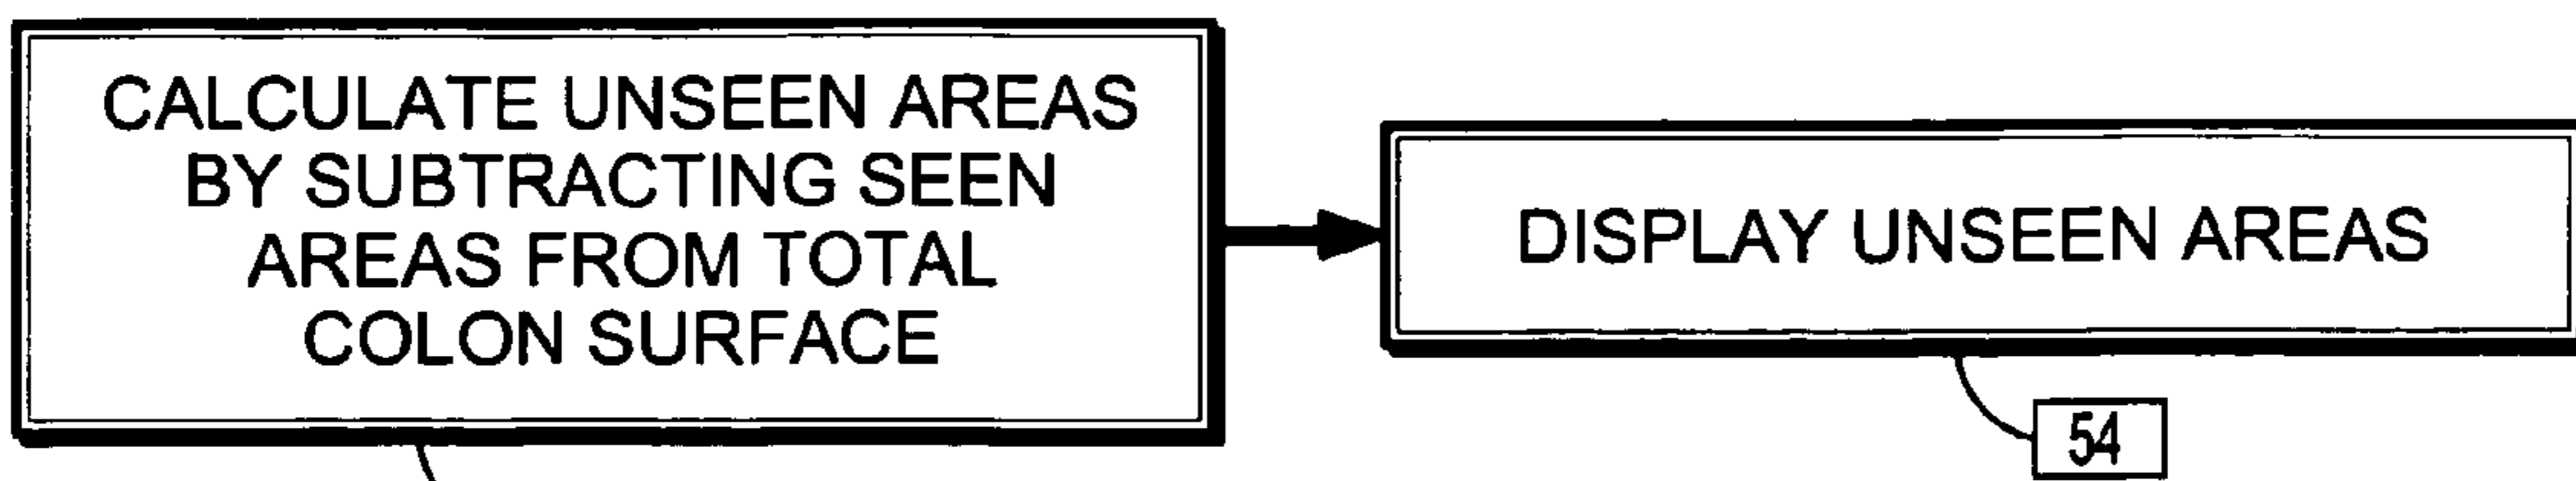 CALCULATE UNSEEN AREAS
BY SUBTRACTING SEEN
AREAS FROM TOTAL
COLON SURFACE
DISPLAY UNSEEN AREAS
54